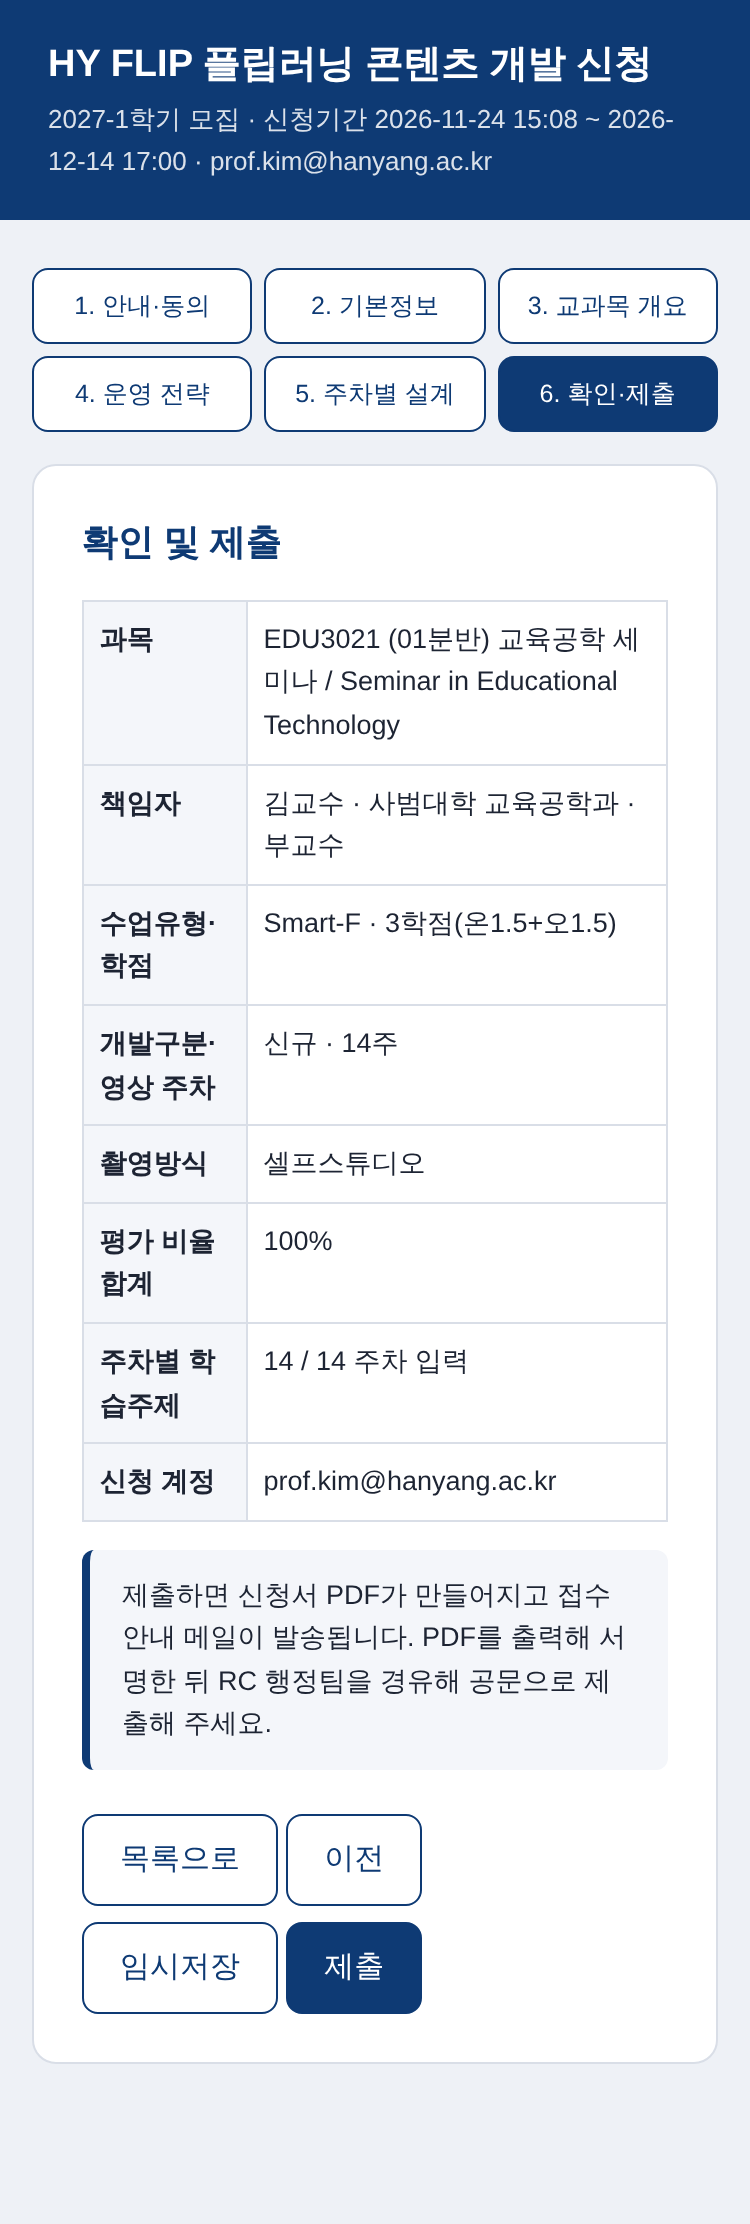 HY FLIP 플립러닝 콘텐츠 개발 신청
2027-1학기 모집 · 신청기간 2026-11-24 15:08 ~ 2026-
12-14 17:00 · prof.kim@hanyang.ac.kr
1. 안내·동의
2. 기본정보
3. 교과목 개요
4. 운영 전략
5. 주차별 설계
6. 확인·제출
확인 및 제출
과목
EDU3021 (01분반) 교육공학 세
미나 / Seminar in Educational
Technology
책임자
김교수 · 사범대학 교육공학과 ·
부교수
수업유형·
학점
Smart-F · 3학점(온1.5+오1.5)
개발구분·
영상 주차
신규 · 14주
촬영방식
셀프스튜디오
평가 비율
합계
100%
주차별 학
습주제
14 / 14 주차 입력
신청 계정
prof.kim@hanyang.ac.kr
제출하면 신청서 PDF가 만들어지고 접수
안내 메일이 발송됩니다. PDF를 출력해 서
명한 뒤 RC 행정팀을 경유해 공문으로 제
출해 주세요.
목록으로
이전
임시저장
제출